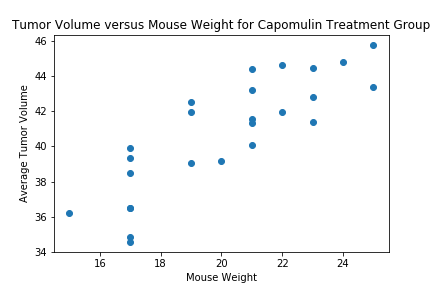 Tumor Volume versus Mouse Weight for Capomulin Treatment Group
46
44
42
40
38
36
34
Average Tumor Volume
16 18 20 22 24
Mouse Weight